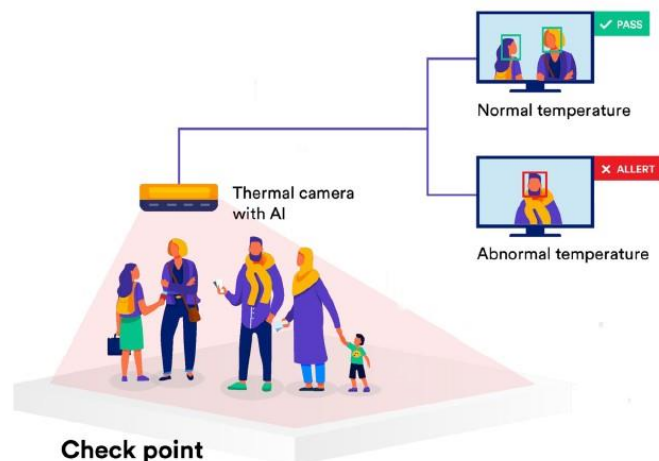 PASS
Normal temperature
ALLERT
Abnormal temperature
Thermal camera
with AI
Check point